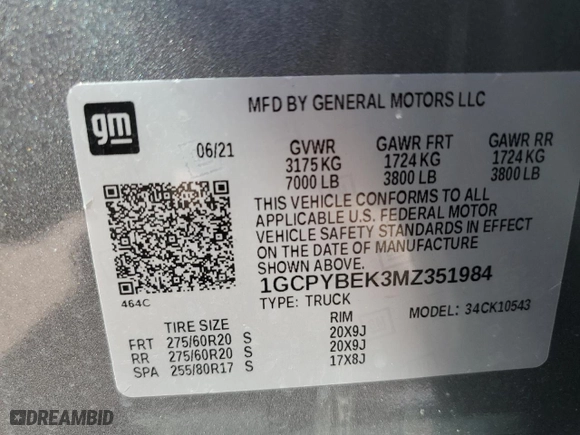 gm
MFD BY GENERAL MOTORS LLC
06/21
GVWR GAWR FRT GAWR RR
3175 KG 1724 KG 1724 KG
7000 LB 3800 LB 3800 LB
THIS VEHICLE CONFORMS TO ALL
APPLICABLE U.S. FEDERAL MOTOR
VEHICLE SAFETY STANDARDS IN EFFECT
ON THE DATE OF MANUFACTURE
464C
1GCPYBEK3MZ351984
TYPE: TRUCK MODEL: 34CK10543
TIRE SIZE RIM
FRT 275/60R20 S 20X9J
RR 275/60R20 S 20X9J
SPA 255/80R17 S 17X8J
DREAMBID